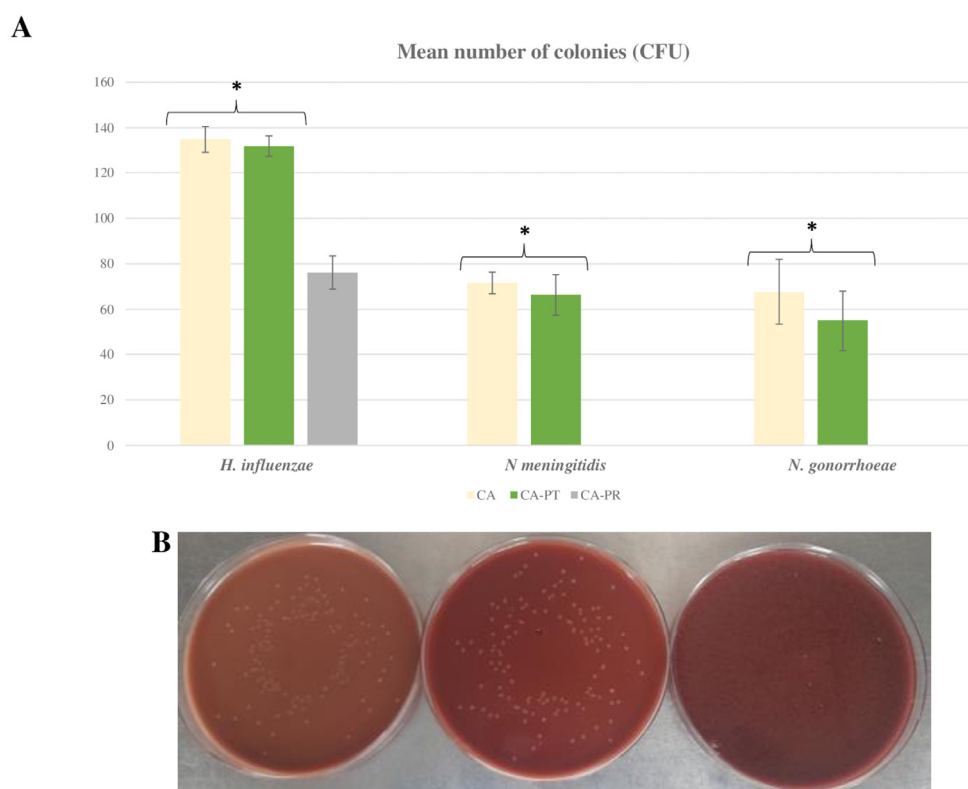 A
Mean number of colonies (CFU)
160
140
120
100
80
60
40
20
0
*
*
*
H. influenzae
N meningitidis
N. gonorrhoeae
CA CA-PT CA-PR
B